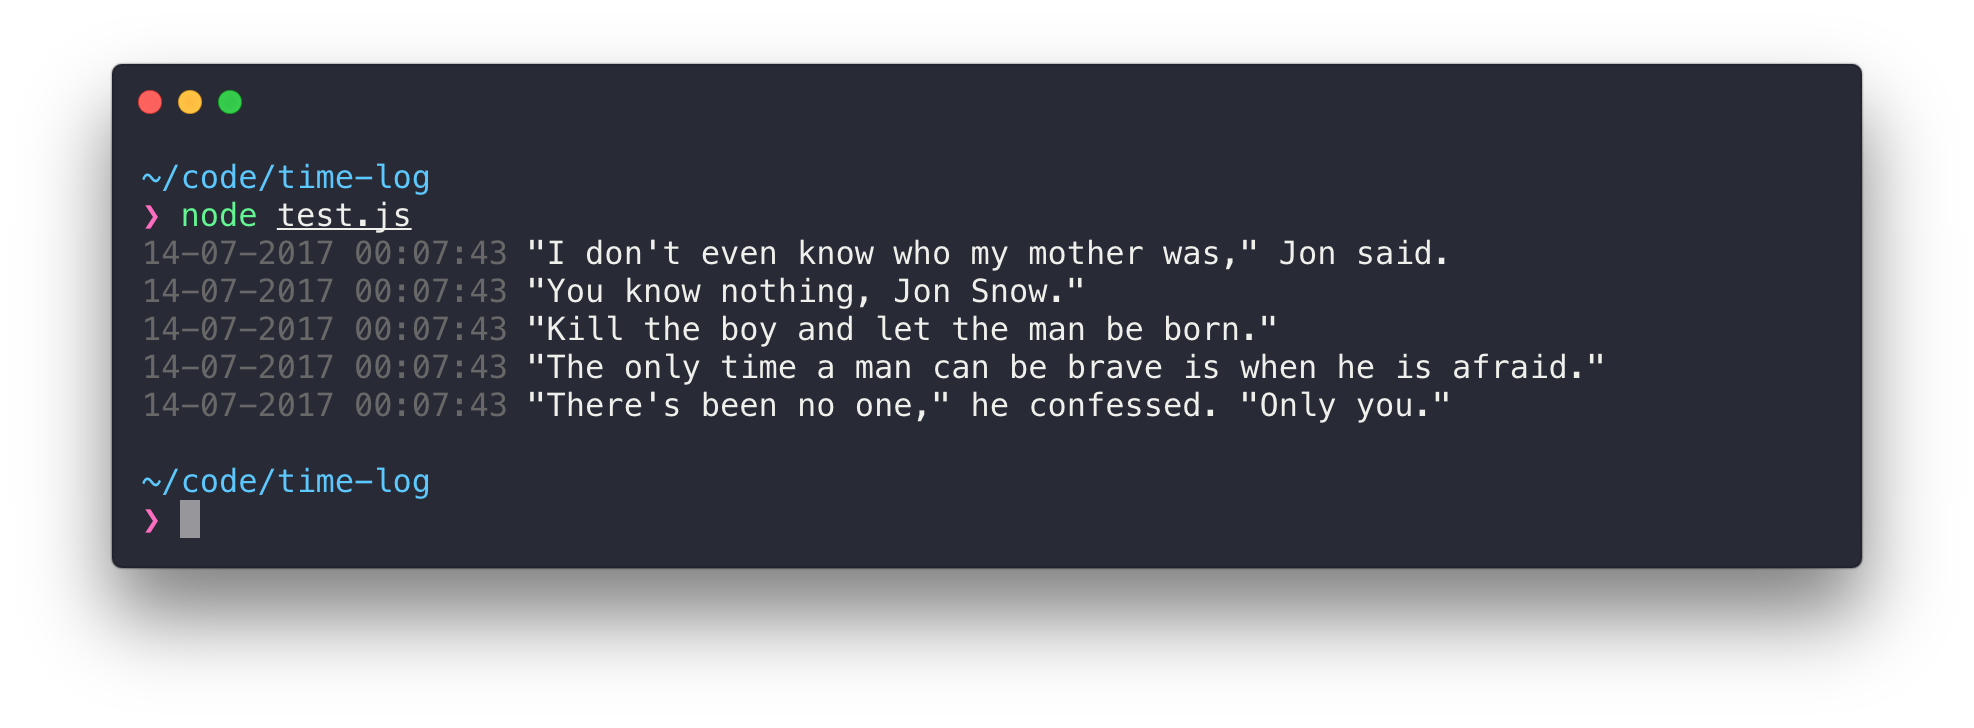 ~/code/time-log
❯ node test.js
14-07-2017 00:07:43 "I don't even know who my mother was," Jon said.
14-07-2017 00:07:43 "You know nothing, Jon Snow."
14-07-2017 00:07:43 "Kill the boy and let the man be born."
14-07-2017 00:07:43 "The only time a man can be brave is when he is afraid."
14-07-2017 00:07:43 "There's been no one," he confessed. "Only you."
~/code/time-log
❯